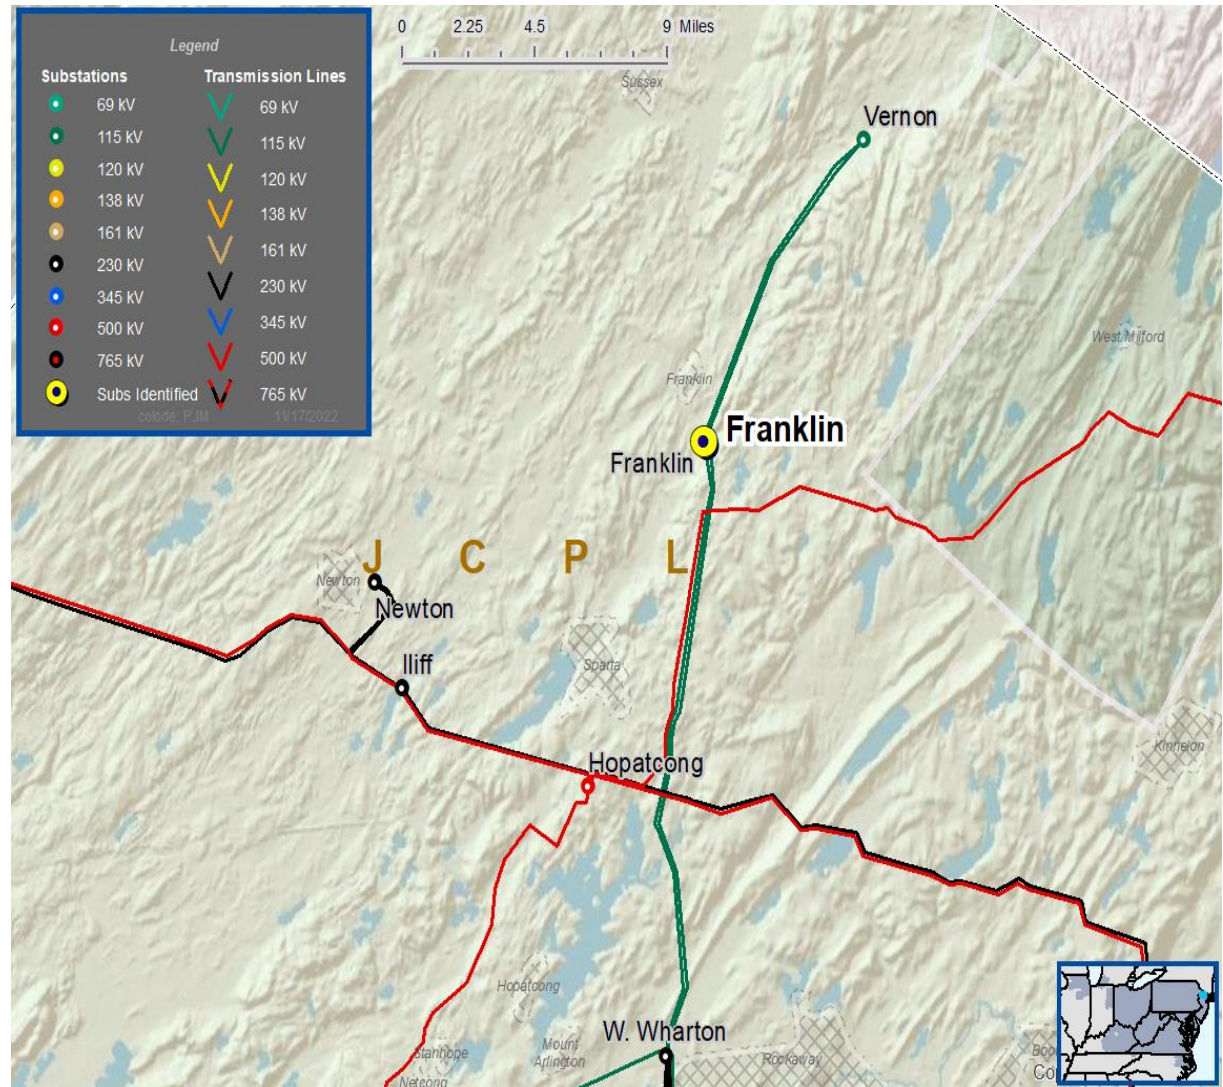 Legend
Substations
Transmission Lines
69 kV
69 kV
115 kV
115 kV
120 kV
120 kV
138 kV
138 kV
161 kV
161 kV
230 kV
230 kV
345 kV
345 kV
500 kV
500 kV
765 kV
765 kV
Subs Identified
colode, PJM
11/17/2022
0 2.25 4.5 9 Miles
Sussex
Vernon
West Milford
Franklin
Franklin
Franklin
J C P L
Newton
Newton
Iliff
Sparta
Kinnelon
Hopatcong
Hopatcong
W. Wharton
Mount
Arlington
Stanhope
Rockaway
Netcong